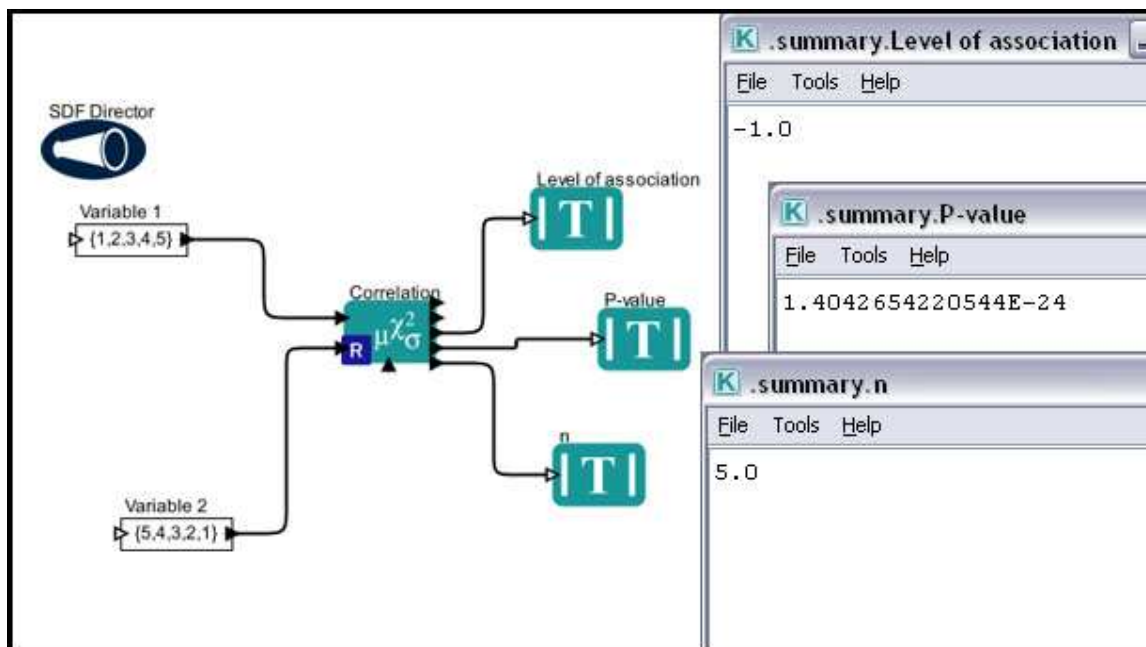 SDF Director
Variable 1
{1,2,3,4,5}
Correlation
R μχ²σ
Level of association
T
P-value
T
n
T
Variable 2
{5,4,3,2,1}
K .summary.Level of association
File Tools Help
-1.0
K .summary.P-value
File Tools Help
1.4042654220544E-24
K .summary.n
File Tools Help
5.0